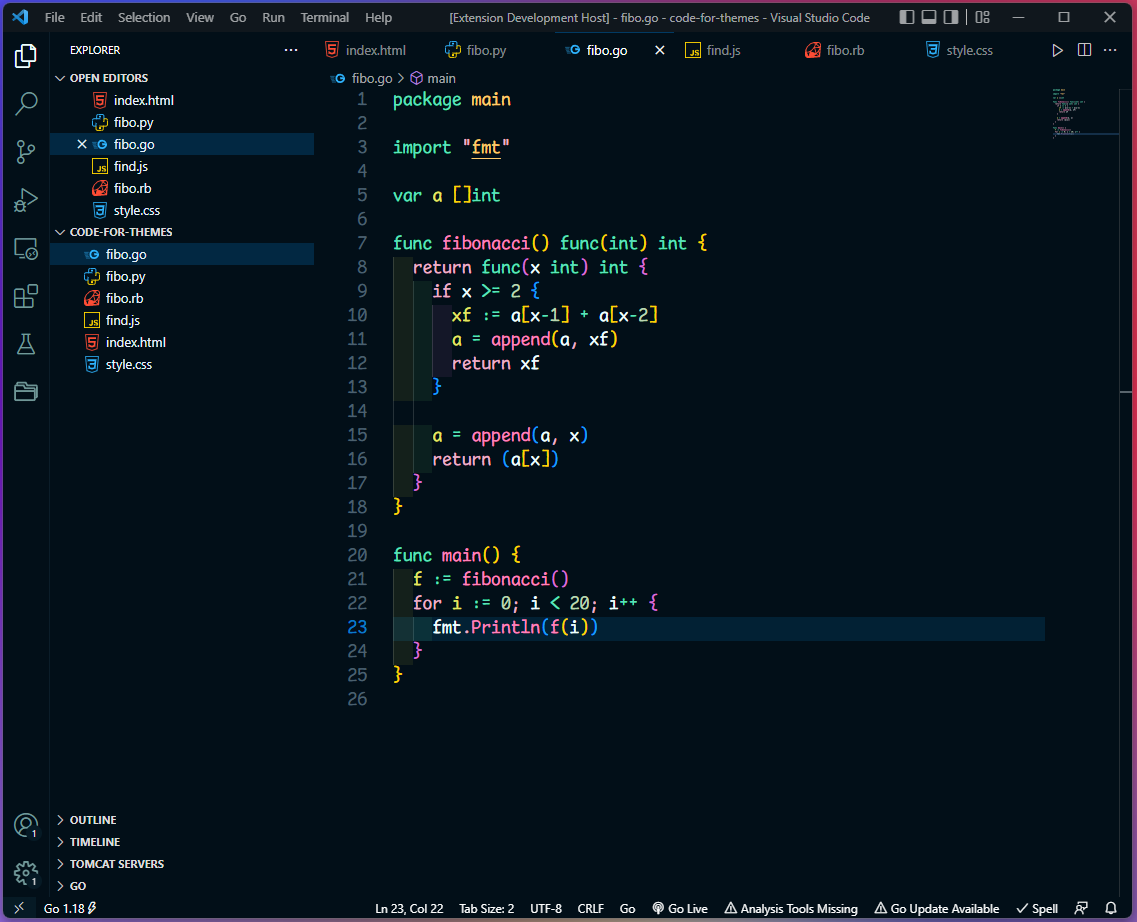 File Edit Selection View Go Run Terminal Help [Extension Development Host] - fibo.go - code-for-themes - Visual Studio Code
EXPLORER
index.html fibo.py fibo.go find.js fibo.rb style.css
OPEN EDITORS
index.html
fibo.py
fibo.go
find.js
fibo.rb
style.css
CODE-FOR-THEMES
fibo.go
fibo.py
fibo.rb
find.js
index.html
style.css
OUTLINE
TIMELINE
TOMCAT SERVERS
GO
1
1
fibo.go > main
1 package main
2
3 import "fmt"
4
5 var a []int
6
7 func fibonacci() func(int) int {
8 return func(x int) int {
9 if x >= 2 {
10 xf := a[x-1] + a[x-2]
11 a = append(a, xf)
12 return xf
13 }
14
15 a = append(a, x)
16 return (a[x])
17 }
18 }
19
20 func main() {
21 f := fibonacci()
22 for i := 0; i < 20; i++ {
23 fmt.Println(f(i))
24 }
25 }
26
Go 1.18 Ln 23, Col 22 Tab Size: 2 UTF-8 CRLF Go Go Live Analysis Tools Missing Go Update Available Spell